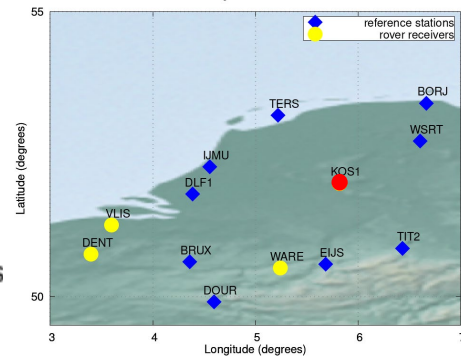 55
reference stations
rover receivers
BORJ
TERS
WSRT
IJMU
KOS1
DLF1
VLIS
TIT2
DENT
BRUX
WARE
EIJS
50
DOUR
3
4
5
6
7
Latitude (degrees)
Longitude (degrees)